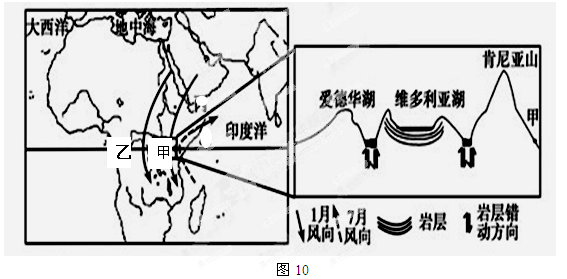 大西洋
地中海
印度洋
乙
甲
肯尼亚山
爱德华湖
维多利亚湖
甲
1月
风向
7月
风向
岩层
岩层错
动方向
图 10